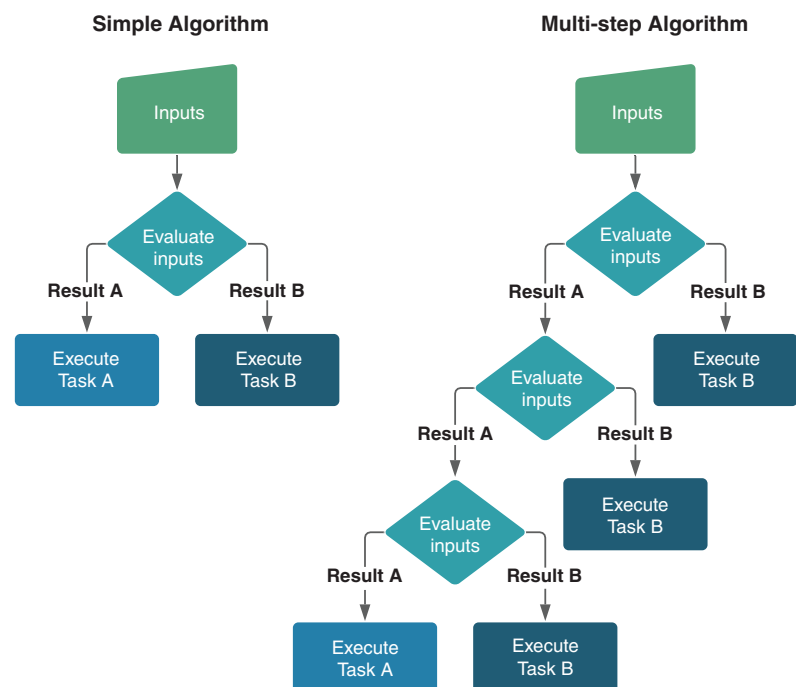 Simple Algorithm
Inputs
Evaluate
inputs
Result A
Result B
Execute
Task A
Execute
Task B
Multi-step Algorithm
Inputs
Evaluate
inputs
Result A
Result B
Evaluate
inputs
Execute
Task B
Result A
Result B
Evaluate
inputs
Execute
Task B
Result A
Result B
Execute
Task A
Execute
Task B